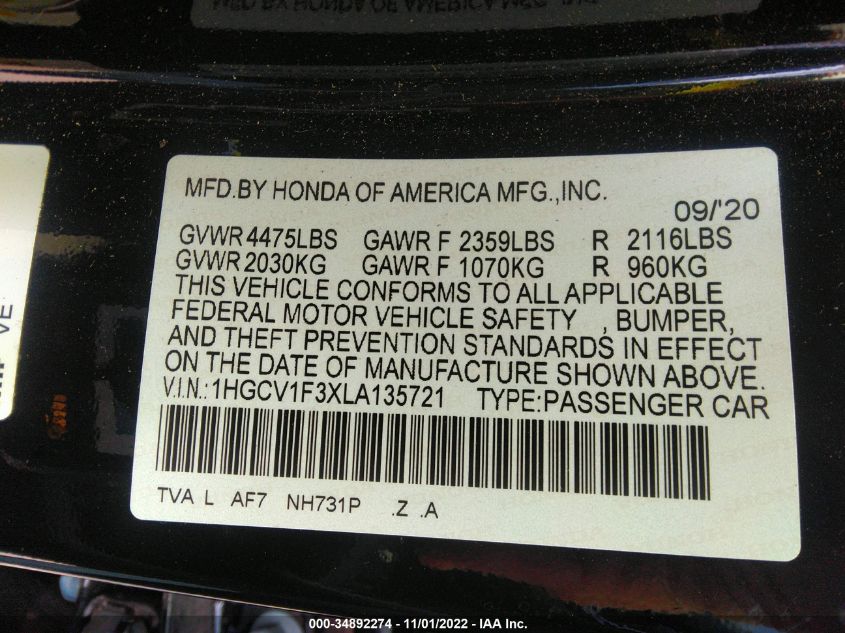 MFD.BY HONDA OF AMERICA MFG.,INC.
09/'20
GVWR 4475LBS GAWR F 2359LBS R 2116LBS
GVWR 2030KG GAWR F 1070KG R 960KG
THIS VEHICLE CONFORMS TO ALL APPLICABLE
FEDERAL MOTOR VEHICLE SAFETY , BUMPER,
AND THEFT PREVENTION STANDARDS IN EFFECT
ON THE DATE OF MANUFACTURE SHOWN ABOVE.
V.I.N.: 1HGCV1F3XLA135721 TYPE:PASSENGER CAR
TVA L AF7 NH731P .Z .A
VE
000-34892274 - 11/01/2022 - IAA Inc.